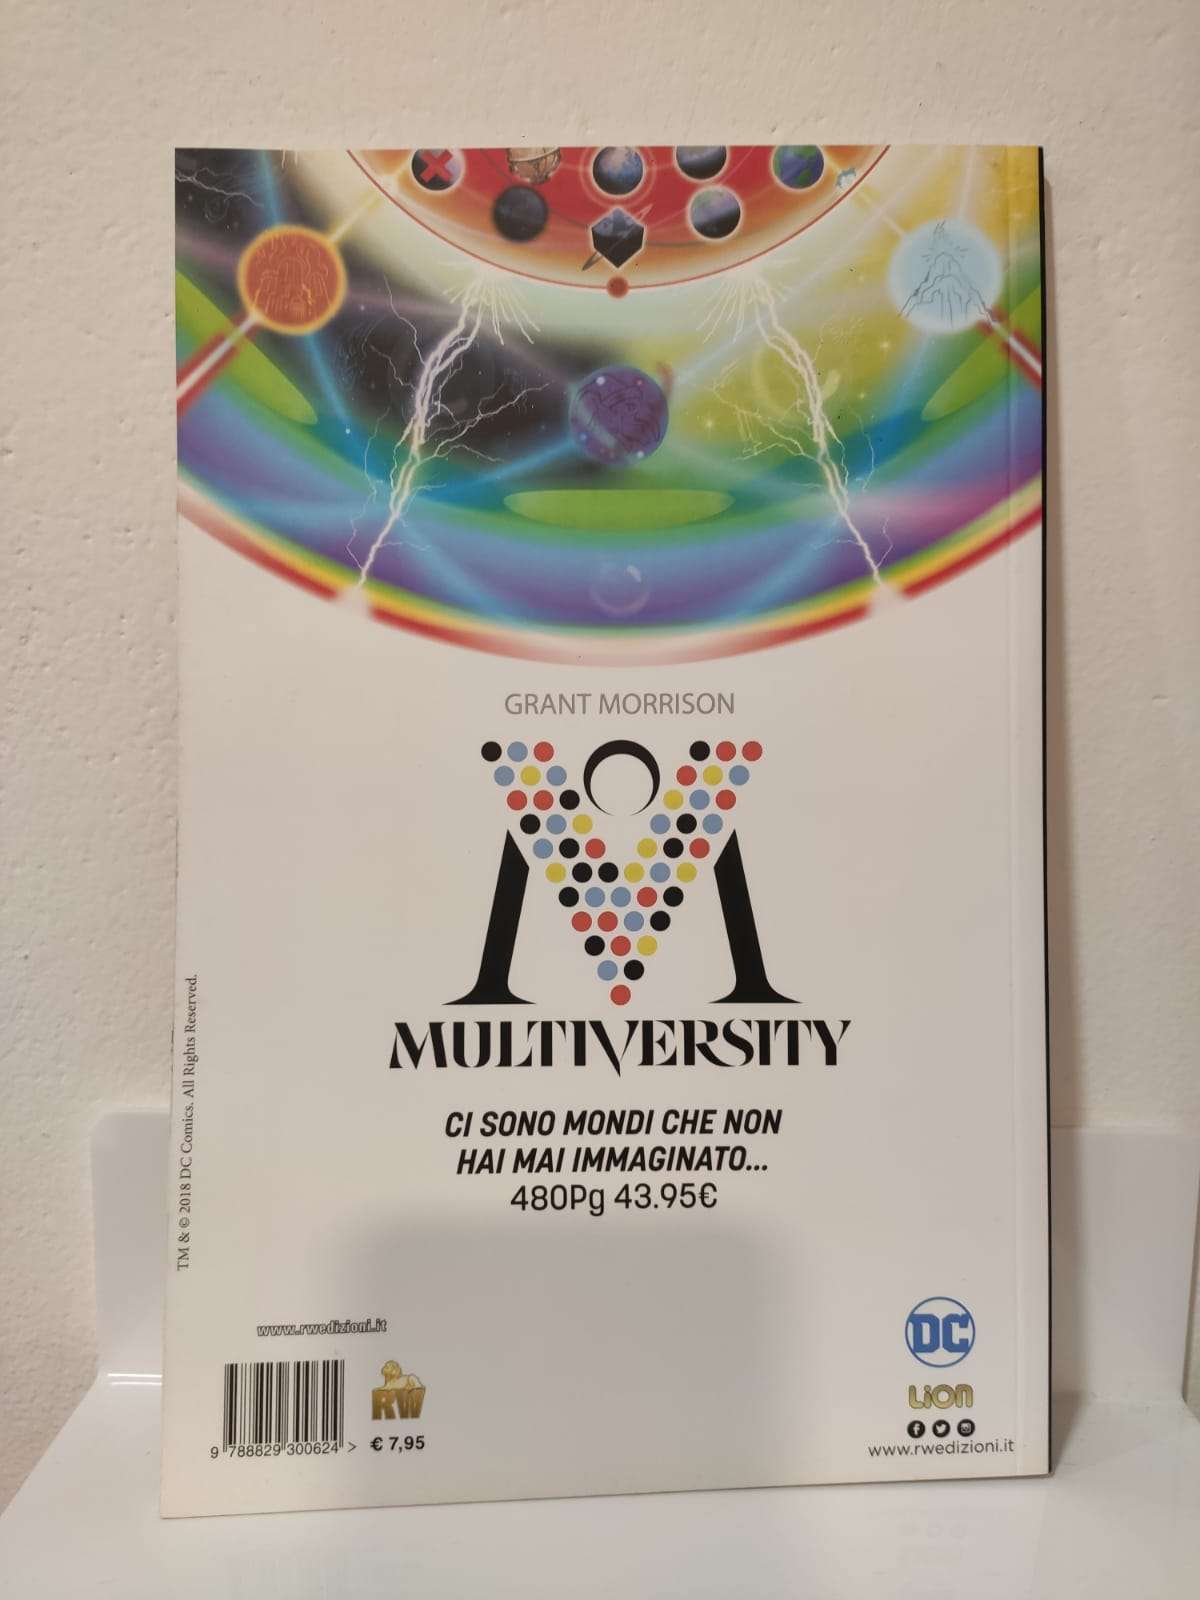 GRANT MORRISON
MULTIVERSITY
CI SONO MONDI CHE NON
HAI MAI IMMAGINATO...
480Pg 43.95€
TM & © 2018 DC Comics. All Rights Reserved.
www.rwedizioni.it
RW
9 788829 300624 >
€ 7,95
DC
LION
www.rwedizioni.it